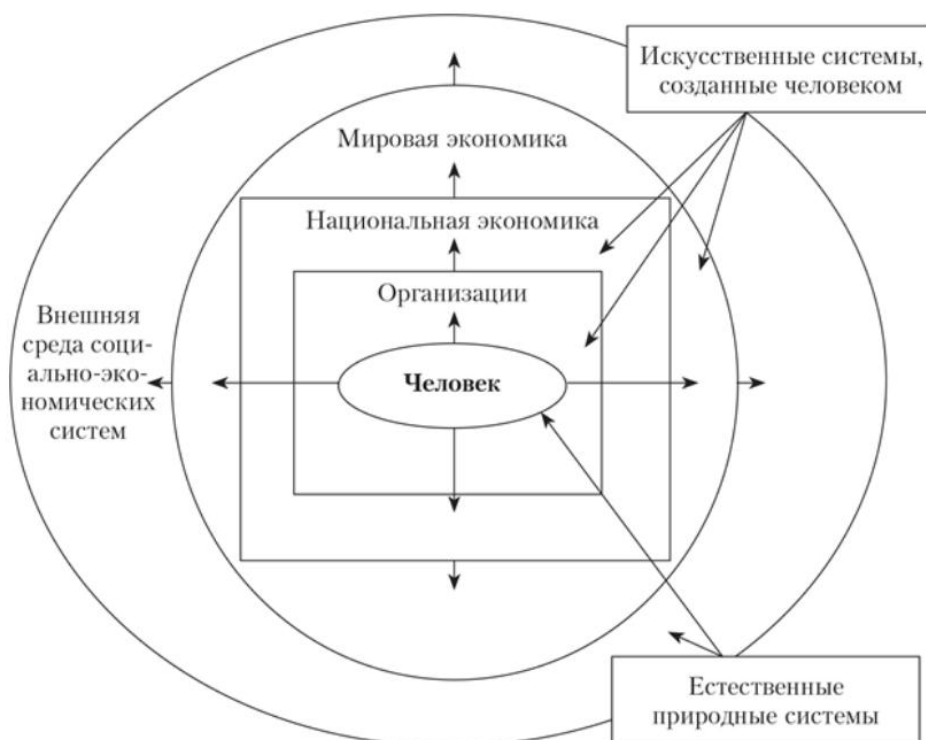 Искусственные системы,
созданные человеком
Мировая экономика
Национальная экономика
Организации
Внешняя
среда соци-
ально-эко-
номических
систем
Человек
Естественные
природные системы